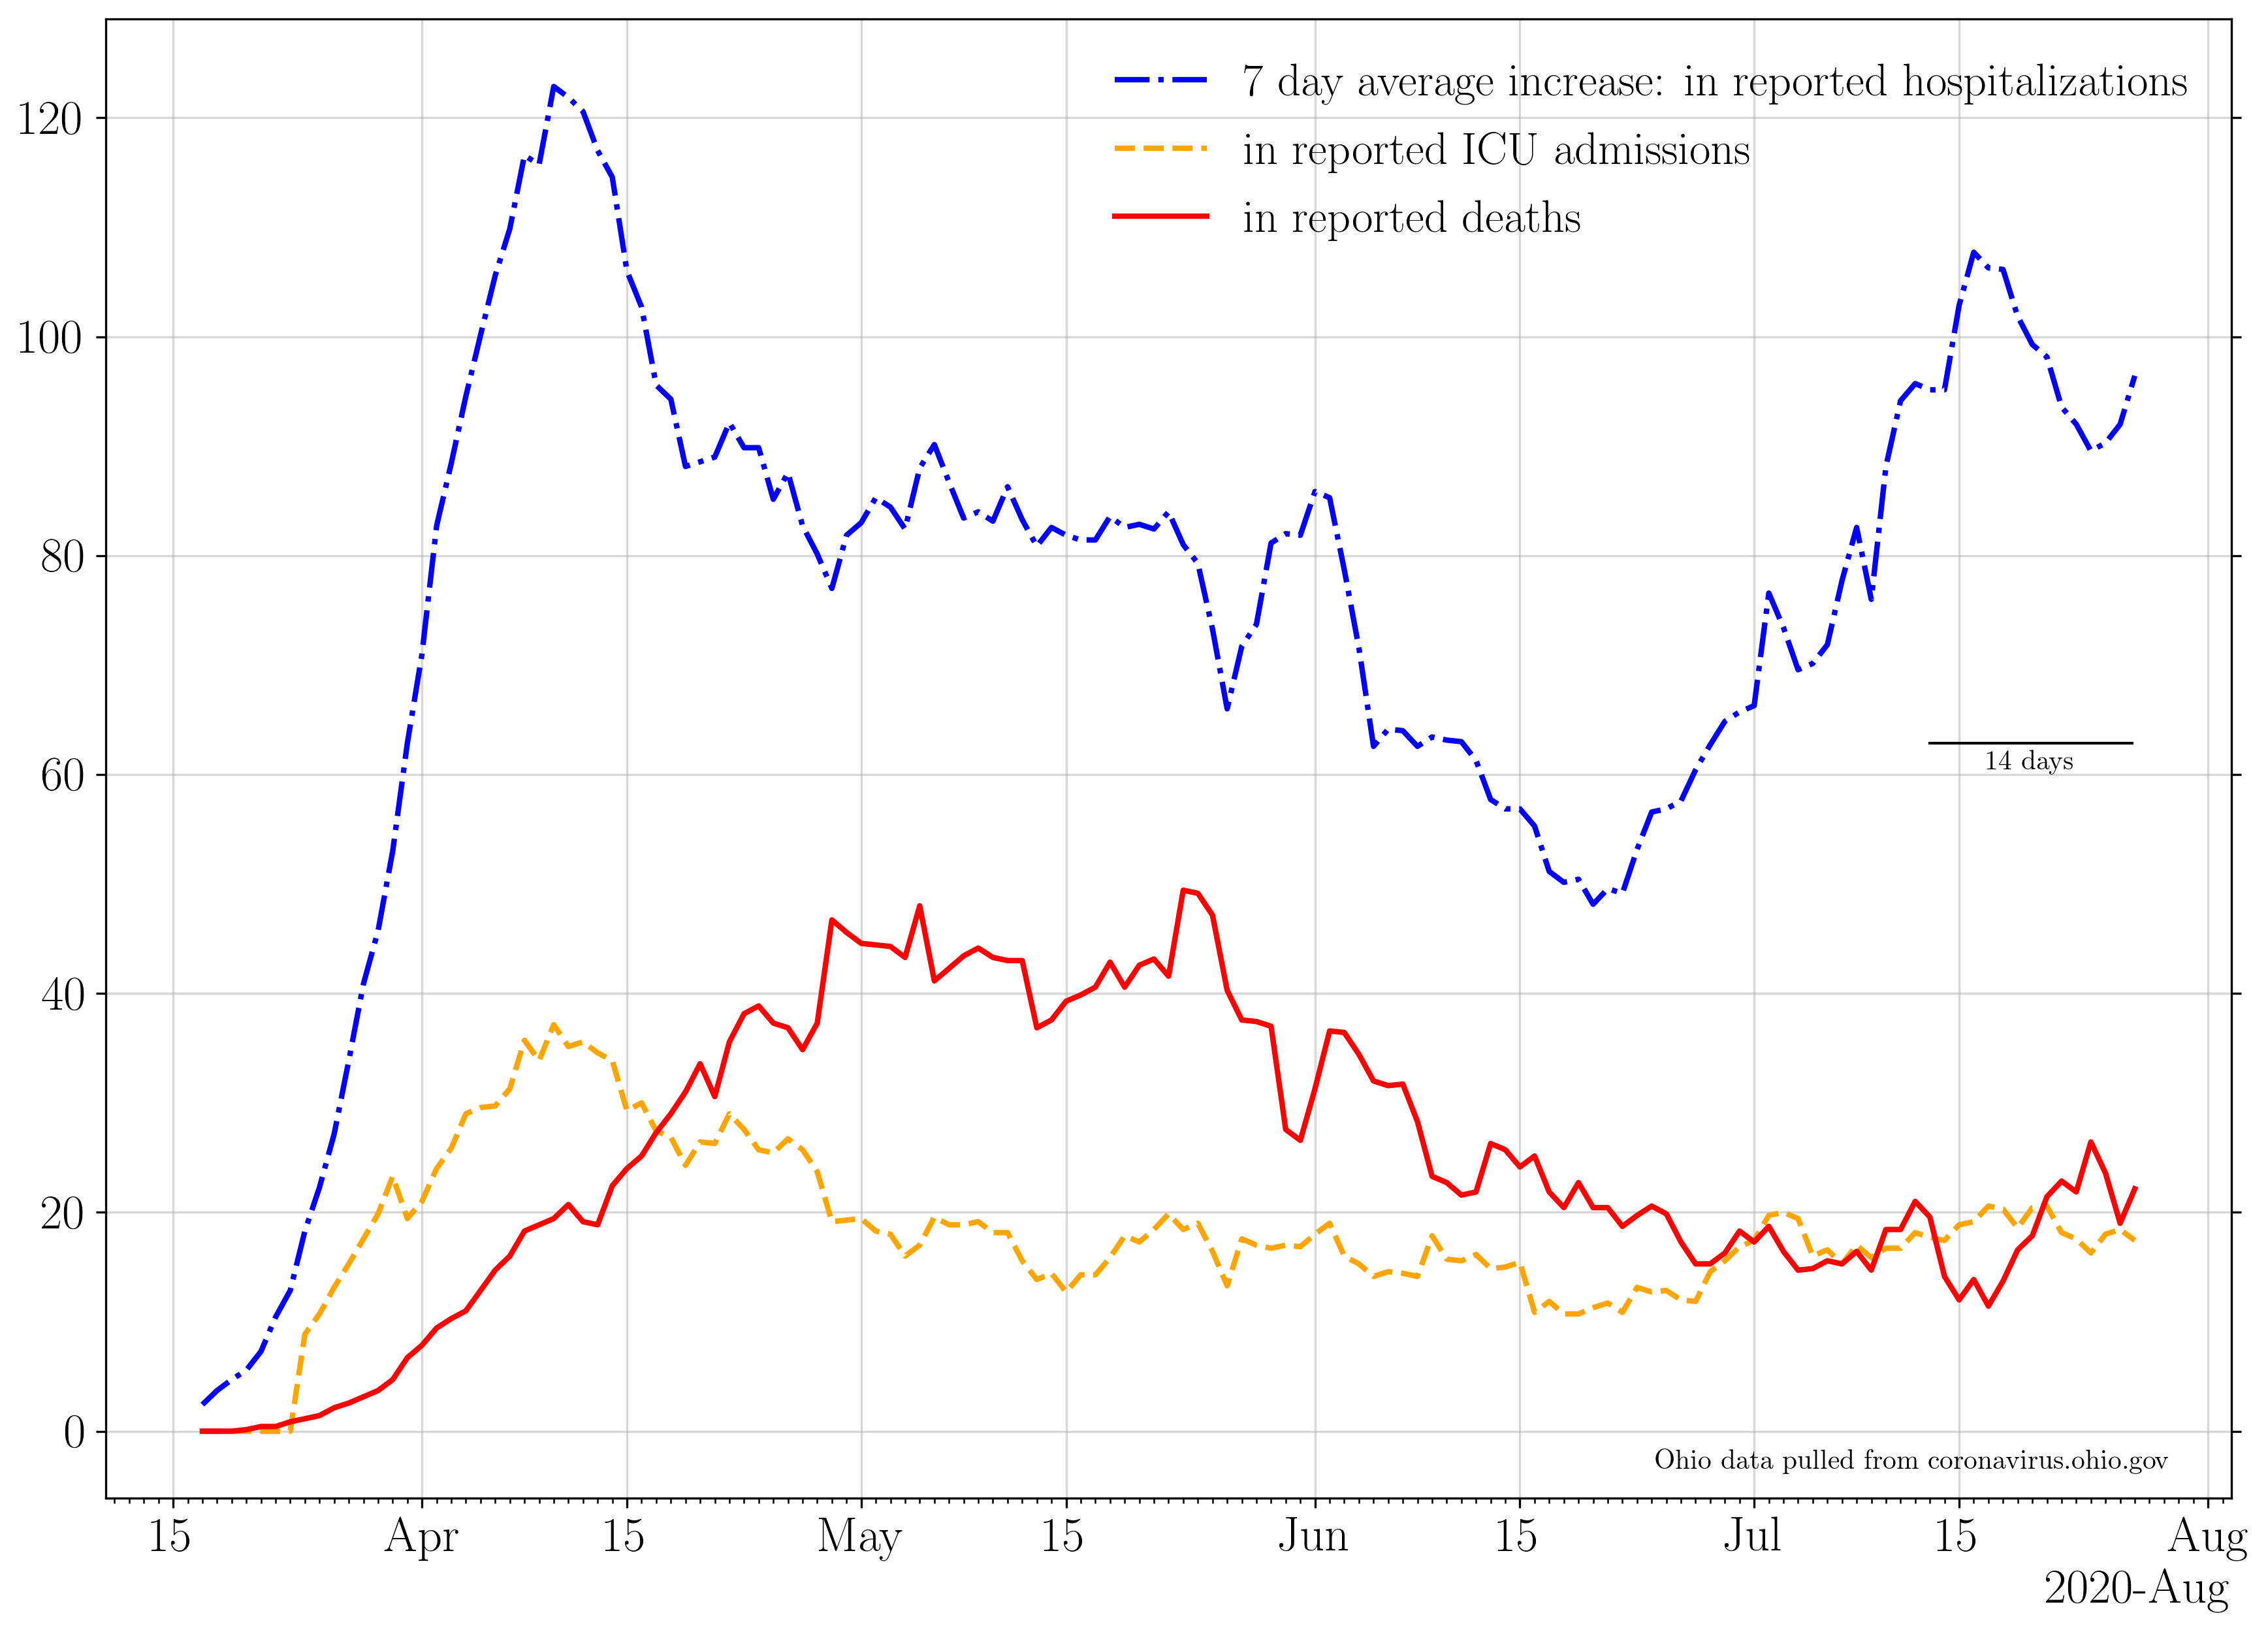 7 day average increase: in reported hospitalizations
in reported ICU admissions
in reported deaths
120
100
80
60
40
20
0
14 days
Ohio data pulled from coronavirus.ohio.gov
15 Apr 15 May 15 Jun 15 Jul 15 Aug
2020-Aug